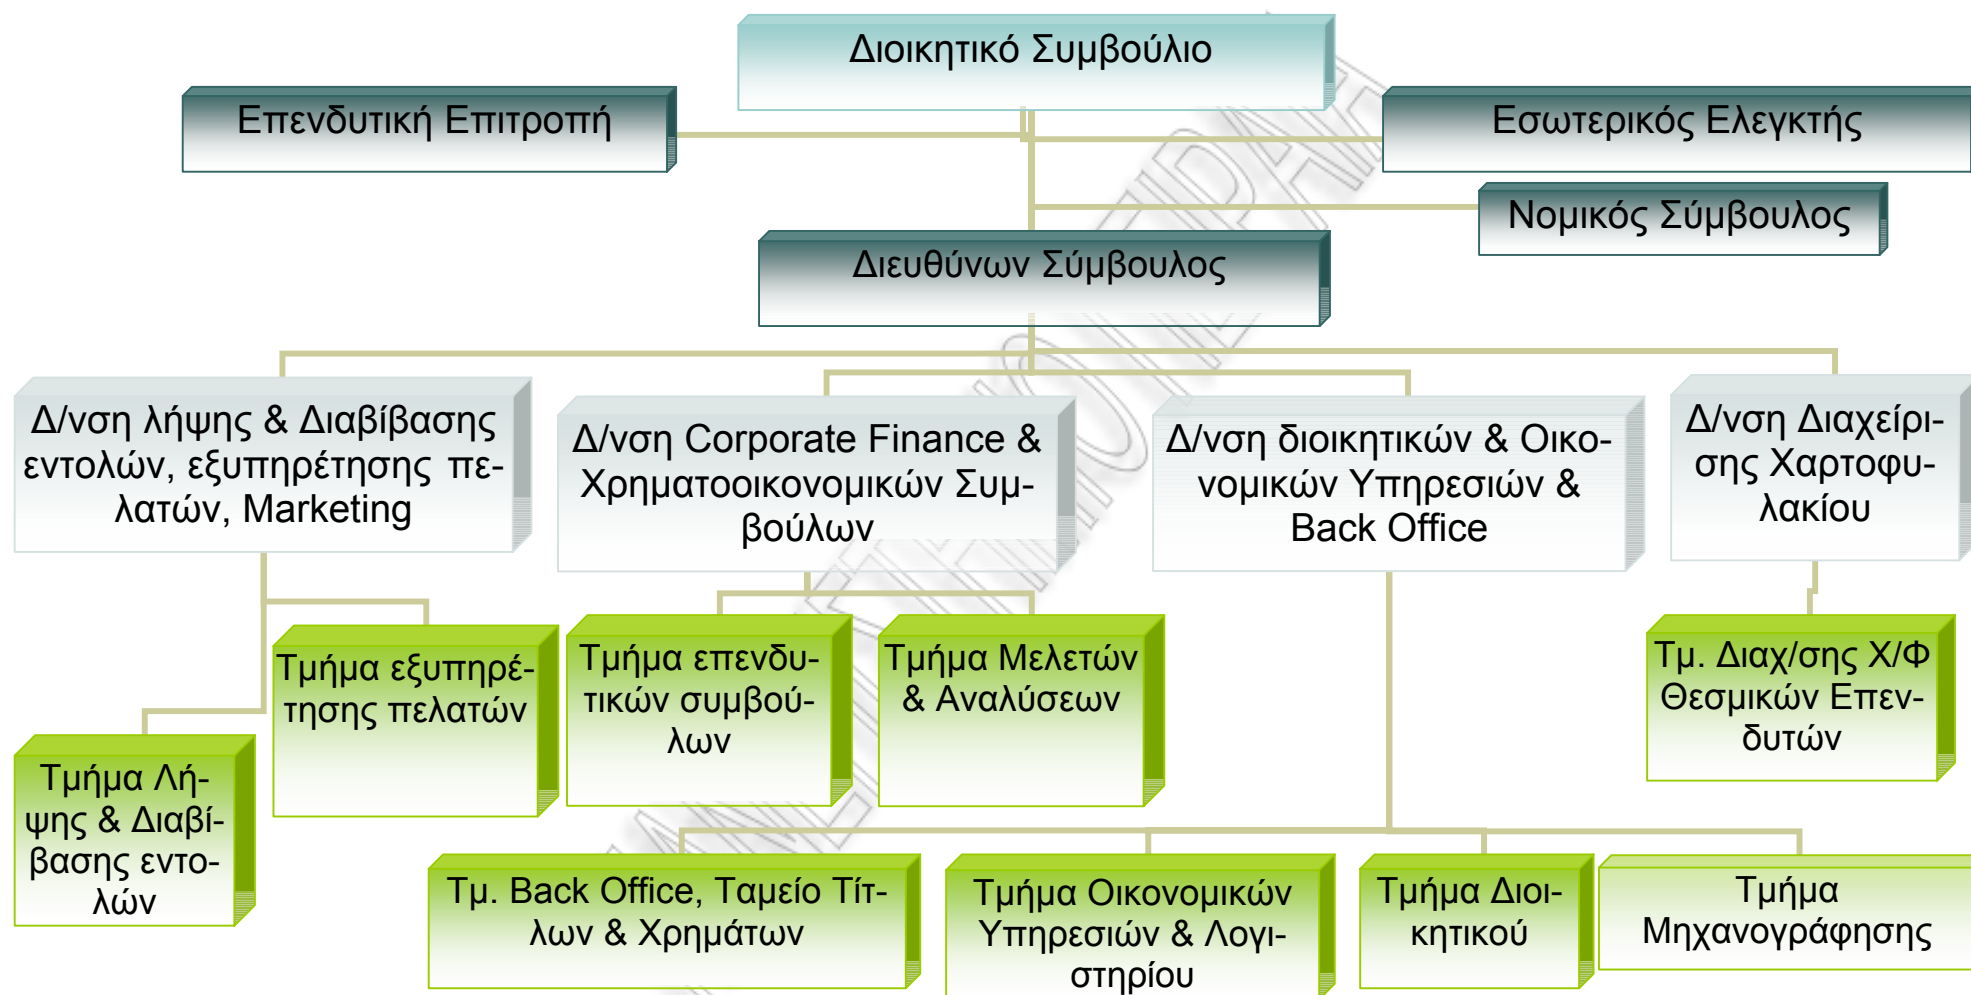 Διοικητικό Συμβούλιο
Επενδυτική Επιτροπή
Εσωτερικός Ελεγκτής
Νομικός Σύμβουλος
Διευθύνων Σύμβουλος
Δ/νση λήψης & Διαβίβασης
εντολών, εξυπηρέτησης πε-
λατών, Marketing
Δ/νση Corporate Finance &
Χρηματοοικονομικών Συμ-
βούλων
Δ/νση διοικητικών & Οικο-
νομικών Υπηρεσιών &
Back Office
Δ/νση Διαχείρι-
σης Χαρτοφυ-
λακίου
Τμήμα Λή-
ψης & Διαβί-
βασης εντο-
λών
Τμήμα εξυπηρέ-
τησης πελατών
Τμήμα επενδυ-
τικών συμβού-
λων
Τμήμα Μελετών
& Αναλύσεων
Τμ. Διαχ/σης Χ/Φ
Θεσμικών Επεν-
δυτών
Τμ. Back Office, Ταμείο Τίτ-
λων & Χρημάτων
Τμήμα Οικονομικών
Υπηρεσιών & Λογι-
στηρίου
Τμήμα Διοι-
κητικού
Τμήμα
Μηχανογράφησης